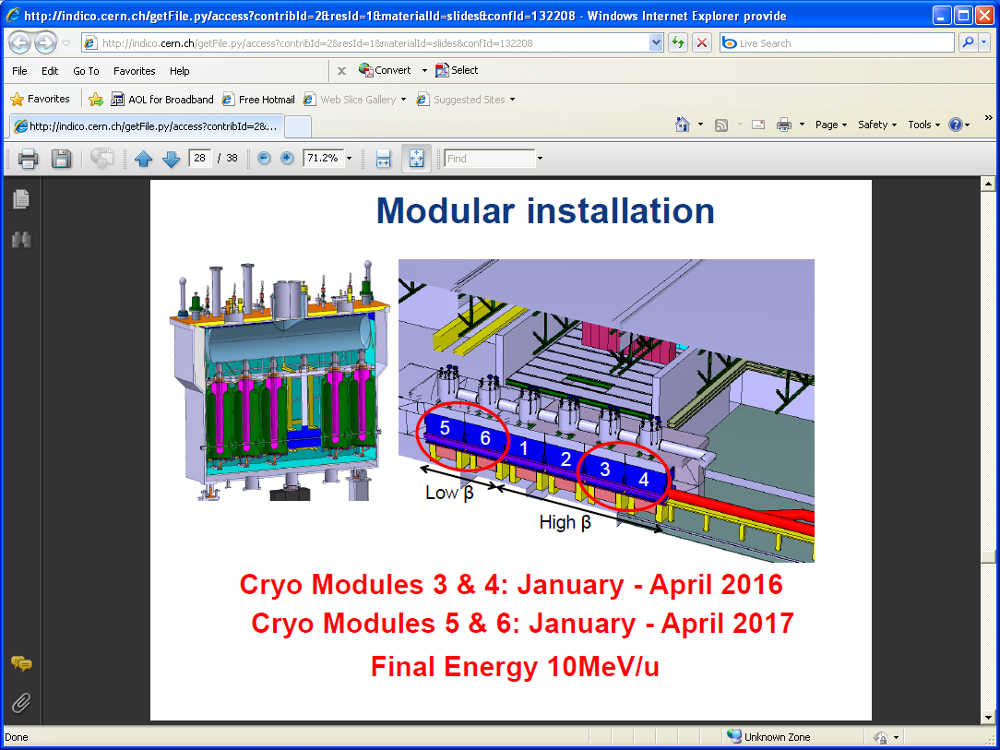 http://indico.cern.ch/getFile.py/access?contribId=2&resId=1&materialId=slides&confId=132208 - Windows Internet Explorer provide
http://indico.cern.ch/getFile.py/access?contribId=2&resId=1&materialId=slides&confId=132208
Live Search
File Edit Go To Favorites Help
x Convert Select
Favorites AOL for Broadband Free Hotmail Web Slice Gallery Suggested Sites
http://indico.cern.ch/getFile.py/access?contribId=2&...
Page Safety Tools »
28 / 38 71.2% Find
Modular installation
5 6 1 2 3 4
Low β
High β
Cryo Modules 3 & 4: January - April 2016
Cryo Modules 5 & 6: January - April 2017
Final Energy 10MeV/u
Done Unknown Zone